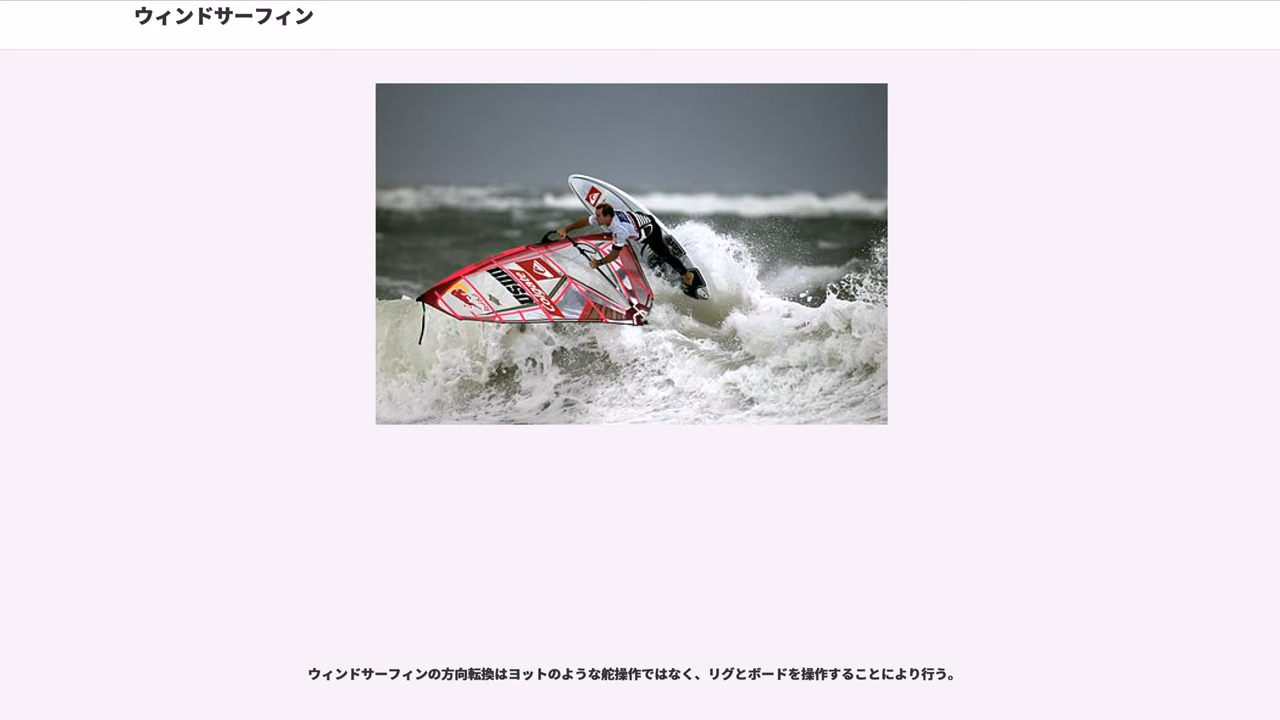 ウィンドサーフィン
ウィンドサーフィンの方向転換はヨットのような舵操作ではなく、リグとボードを操作することにより行う。